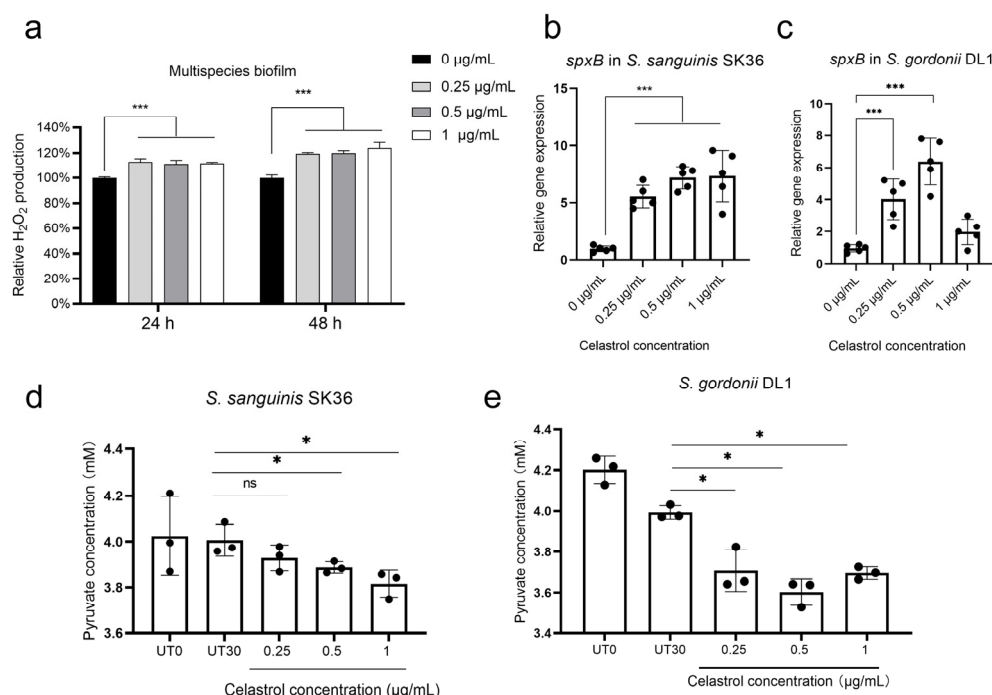 a
Multispecies biofilm
0 µg/mL
0.25 µg/mL
0.5 µg/mL
1 µg/mL
***
***
Relative H₂O₂ production
140%
120%
100%
80%
60%
40%
20%
0%
24 h
48 h
b
spxB in S. sanguinis SK36
***
Relative gene expression
15
10
5
0
0 µg/mL
0.25 µg/mL
0.5 µg/mL
1 µg/mL
Celastrol concentration
c
spxB in S. gordonii DL1
***
***
Relative gene expression
10
8
6
4
2
0
0 µg/mL
0.25 µg/mL
0.5 µg/mL
1 µg/mL
Celastrol concentration
d
S. sanguinis SK36
*
*
ns
Pyruvate concentration (mM)
4.4
4.2
4.0
3.8
3.6
UT0
UT30
0.25
0.5
1
Celastrol concentration (µg/mL)
e
S. gordonii DL1
*
*
*
Pyruvate concentration (mM)
4.4
4.2
4.0
3.8
3.6
3.4
UT0
UT30
0.25
0.5
1
Celastrol concentration (µg/mL)